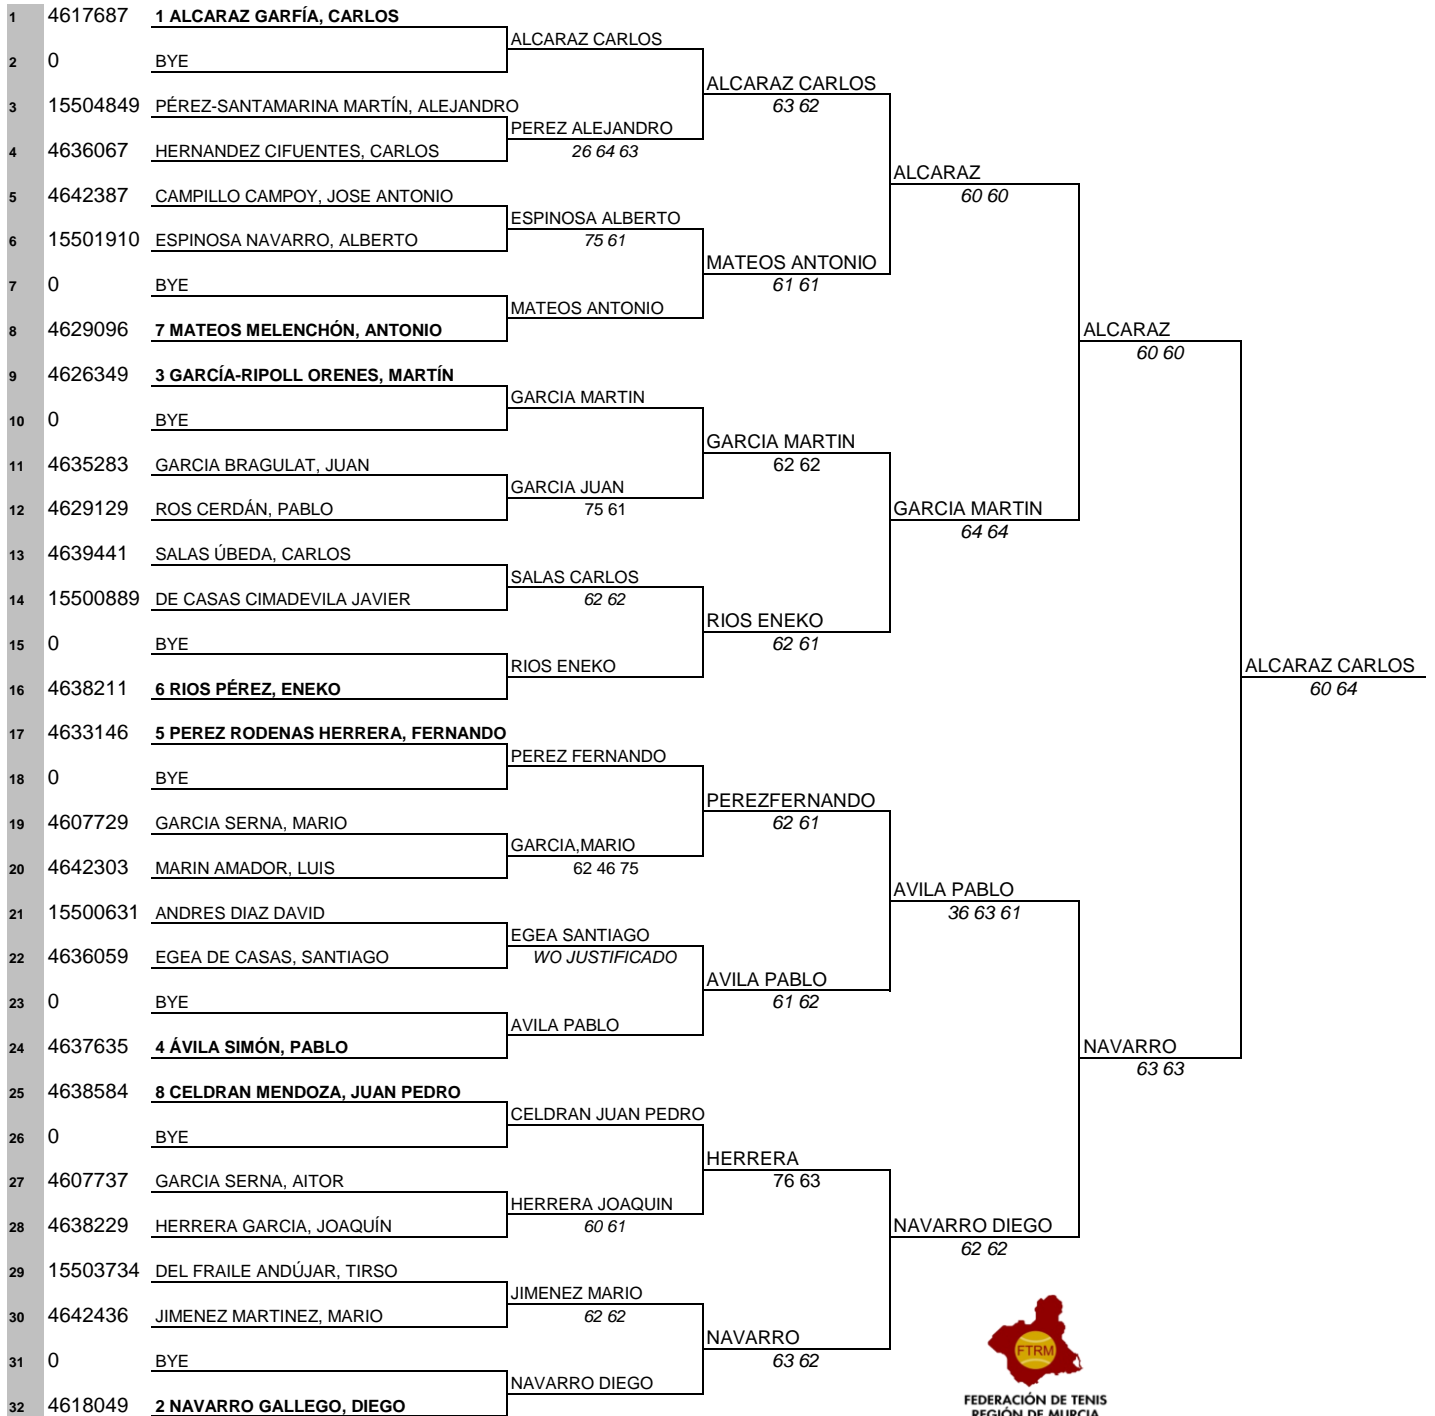 1 4617687 1 ALCARAZ GARFÍA, CARLOS
ALCARAZ CARLOS
2 0 BYE
ALCARAZ CARLOS
63 62
3 15504849 PÉREZ-SANTAMARINA MARTÍN, ALEJANDRO
PEREZ ALEJANDRO
26 64 63
4 4636067 HERNANDEZ CIFUENTES, CARLOS
ALCARAZ
60 60
5 4642387 CAMPILLO CAMPOY, JOSE ANTONIO
ESPINOSA ALBERTO
75 61
6 15501910 ESPINOSA NAVARRO, ALBERTO
MATEOS ANTONIO
61 61
7 0 BYE
MATEOS ANTONIO
8 4629096 7 MATEOS MELENCHÓN, ANTONIO
ALCARAZ
60 60
9 4626349 3 GARCÍA-RIPOLL ORENES, MARTÍN
GARCIA MARTIN
10 0 BYE
GARCIA MARTIN
62 62
11 4635283 GARCIA BRAGULAT, JUAN
GARCIA JUAN
75 61
12 4629129 ROS CERDÁN, PABLO
GARCIA MARTIN
64 64
13 4639441 SALAS ÚBEDA, CARLOS
SALAS CARLOS
62 62
14 15500889 DE CASAS CIMADEVILA JAVIER
RIOS ENEKO
62 61
15 0 BYE
RIOS ENEKO
16 4638211 6 RIOS PÉREZ, ENEKO
ALCARAZ CARLOS
60 64
17 4633146 5 PEREZ RODENAS HERRERA, FERNANDO
PEREZ FERNANDO
18 0 BYE
PEREZFERNANDO
62 61
19 4607729 GARCIA SERNA, MARIO
GARCIA,MARIO
62 46 75
20 4642303 MARIN AMADOR, LUIS
AVILA PABLO
36 63 61
21 15500631 ANDRES DIAZ DAVID
EGEA SANTIAGO
WO JUSTIFICADO
22 4636059 EGEA DE CASAS, SANTIAGO
AVILA PABLO
61 62
23 0 BYE
AVILA PABLO
24 4637635 4 ÁVILA SIMÓN, PABLO
NAVARRO
63 63
25 4638584 8 CELDRAN MENDOZA, JUAN PEDRO
CELDRAN JUAN PEDRO
26 0 BYE
HERRERA
76 63
27 4607737 GARCIA SERNA, AITOR
HERRERA JOAQUIN
60 61
28 4638229 HERRERA GARCIA, JOAQUÍN
NAVARRO DIEGO
62 62
29 15503734 DEL FRAILE ANDÚJAR, TIRSO
JIMENEZ MARIO
62 62
30 4642436 JIMENEZ MARTINEZ, MARIO
NAVARRO
63 62
31 0 BYE
NAVARRO DIEGO
32 4618049 2 NAVARRO GALLEGO, DIEGO
FTRM
FEDERACIÓN DE TENIS
REGIÓN DE MURCIA